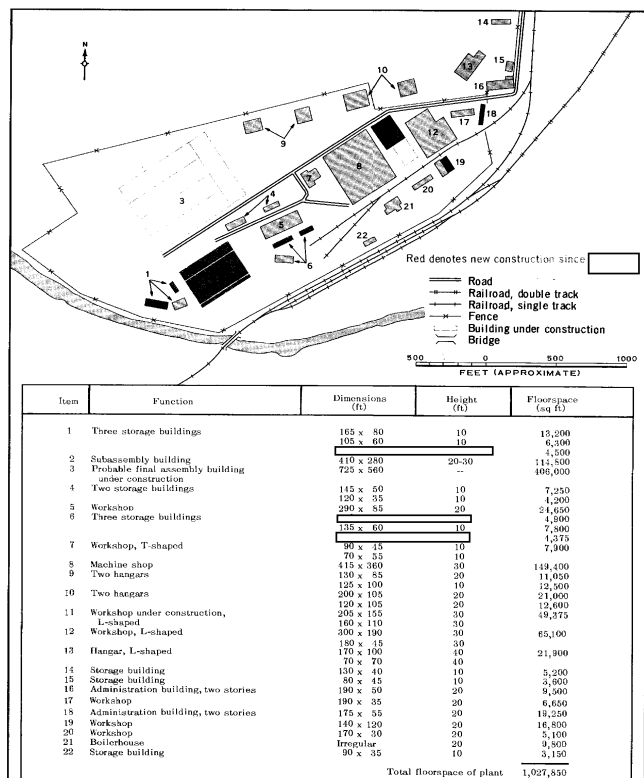 14
N
13
15
16
10
17
18
9
12
8
19
7
20
3
4
21
5
22
6
Red denotes new construction since
1
Road
Railroad, double track
Railroad, single track
Fence
Building under construction
Bridge
500 0 500 1000
FEET (APPROXIMATE)
Item Function Dimensions Height Floorspace
(ft) (ft) (sq ft)
1 Three storage buildings 165 x 80 10 13,200
105 x 60 10 6,300
4,500
2 Subassembly building 410 x 280 20-30 114,800
3 Probable final assembly building 725 x 560 -- 406,000
under construction
4 Two storage buildings 145 x 50 10 7,250
120 x 35 10 4,200
5 Workshop 290 x 85 20 24,650
6 Three storage buildings 4,900
135 x 60 10 7,800
4,375
7 Workshop, T-shaped 90 x 45 10 7,900
70 x 55 10
8 Machine shop 415 x 360 30 149,400
9 Two hangars 130 x 85 20 11,050
125 x 100 10 12,500
10 Two hangars 200 x 105 20 21,000
120 x 105 20 12,600
11 Workshop under construction, 205 x 155 30 49,375
L-shaped 160 x 110 30
12 Workshop, L-shaped 300 x 190 30 65,100
180 x 45 30
13 Hangar, L-shaped 170 x 100 40 21,900
70 x 70 40
14 Storage building 130 x 40 10 5,200
15 Storage building 80 x 45 10 3,600
16 Administration building, two stories 190 x 50 20 9,500
17 Workshop 190 x 35 20 6,650
18 Administration building, two stories 175 x 55 20 19,250
19 Workshop 140 x 120 20 16,800
20 Workshop 170 x 30 20 5,100
21 Boilerhouse Irregular 20 9,800
22 Storage building 90 x 35 10 3,150
Total floorspace of plant 1,027,850